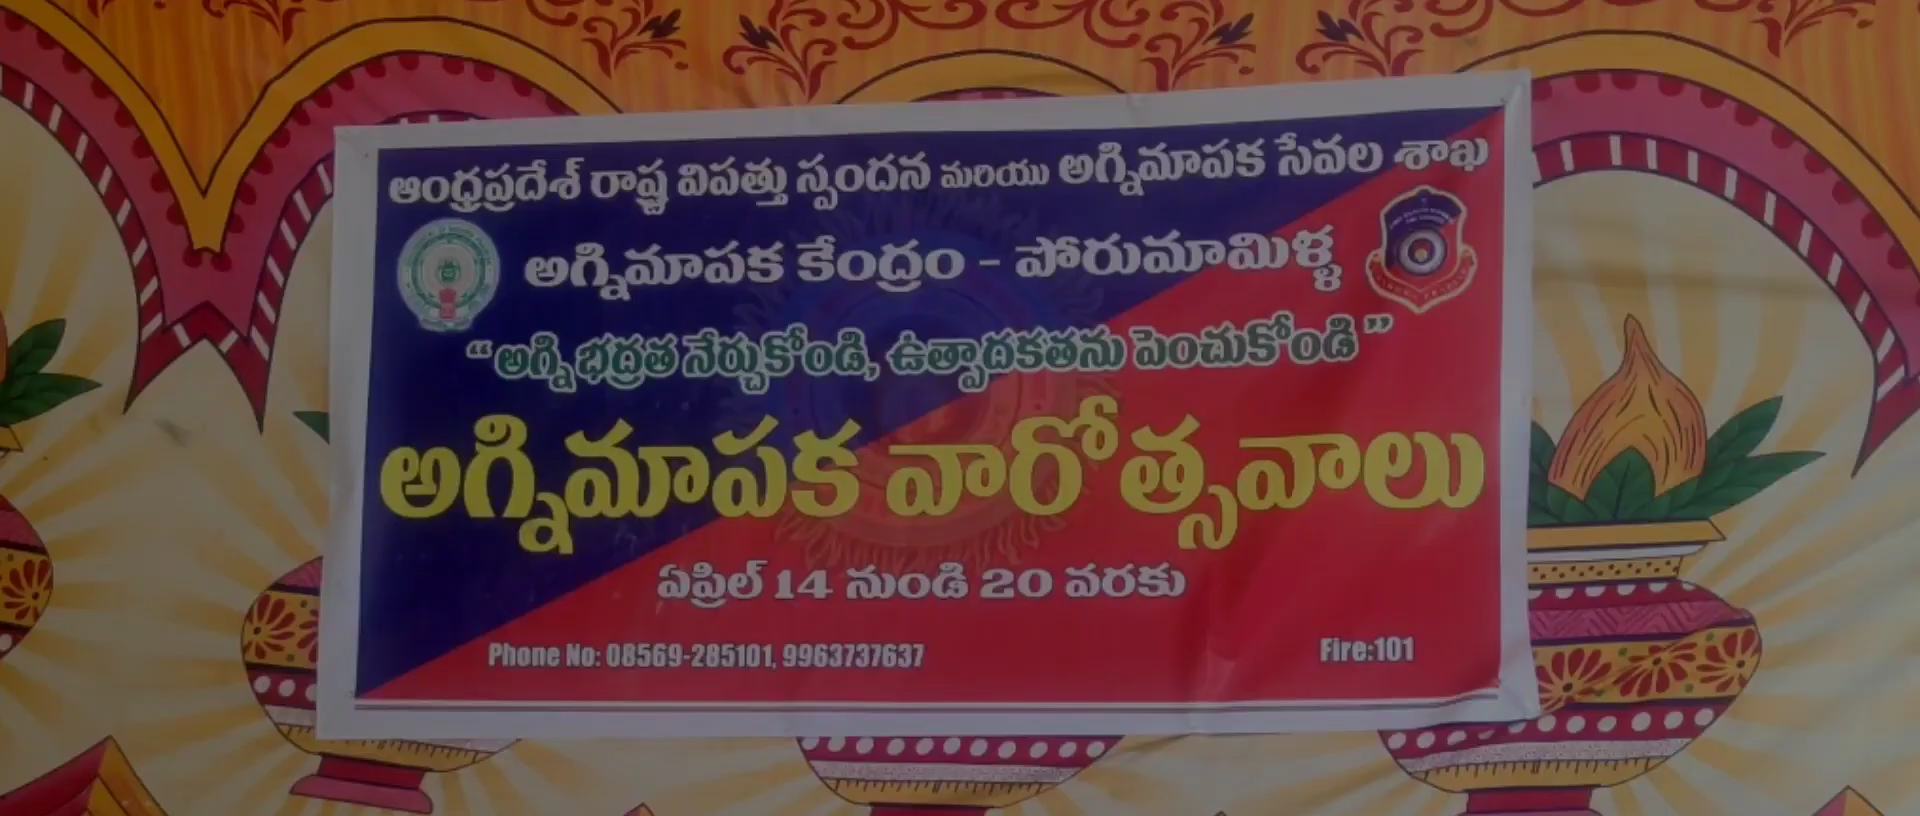 ఆంధ్రప్రదేశ్ రాష్ట్ర విపత్తు స్పందన మరియు అగ్నిమాపక సేవల శాఖ
అగ్నిమాపక కేంద్రం - పోరుమామిళ్ళ
“అగ్ని భద్రత నేర్చుకోండి, ఉత్పాదకతను పెంచుకోండి”
అగ్నిమాపక వారోత్సవాలు
ఏప్రిల్ 14 నుండి 20 వరకు
Phone No: 08569-285101, 9963737637
Fire:101